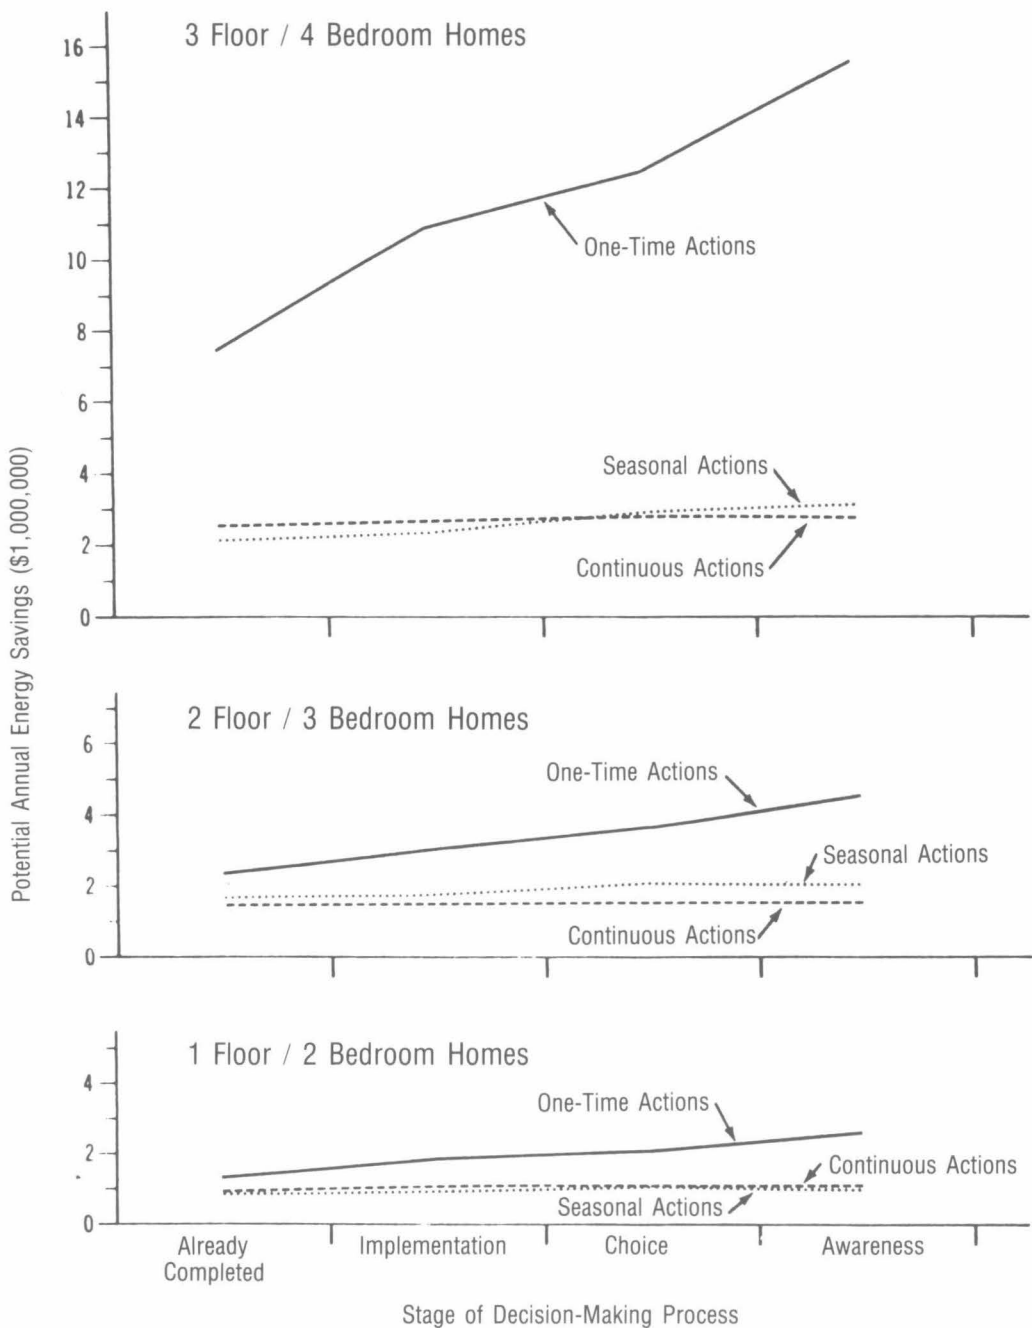 3 Floor / 4 Bedroom Homes
16
14
12
10
8
6
4
2
0
One-Time Actions
Seasonal Actions
Continuous Actions
Potential Annual Energy Savings ($1,000,000)
2 Floor / 3 Bedroom Homes
6
4
2
0
One-Time Actions
Seasonal Actions
Continuous Actions
1 Floor / 2 Bedroom Homes
4
2
0
One-Time Actions
Continuous Actions
Seasonal Actions
Already
Completed
Implementation
Choice
Awareness
Stage of Decision-Making Process